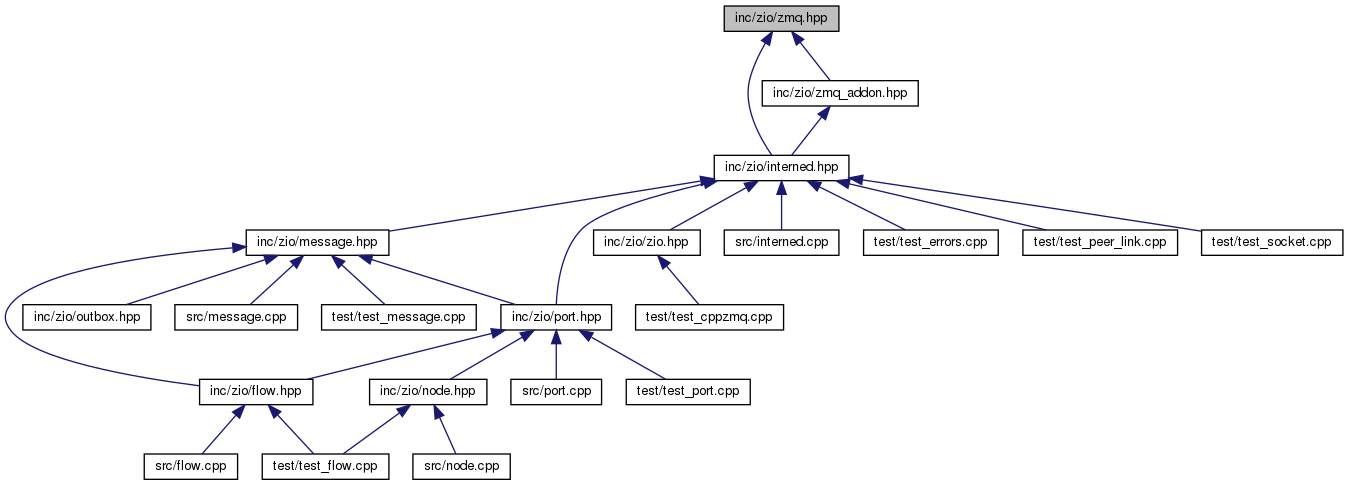 inc/zio/zmq.hpp
inc/zio/zmq_addon.hpp
inc/zio/interned.hpp
inc/zio/message.hpp
inc/zio/zio.hpp
src/interned.cpp
test/test_errors.cpp
test/test_peer_link.cpp
test/test_socket.cpp
inc/zio/outbox.hpp
src/message.cpp
test/test_message.cpp
inc/zio/port.hpp
test/test_cppzmq.cpp
inc/zio/flow.hpp
inc/zio/node.hpp
src/port.cpp
test/test_port.cpp
src/flow.cpp
test/test_flow.cpp
src/node.cpp